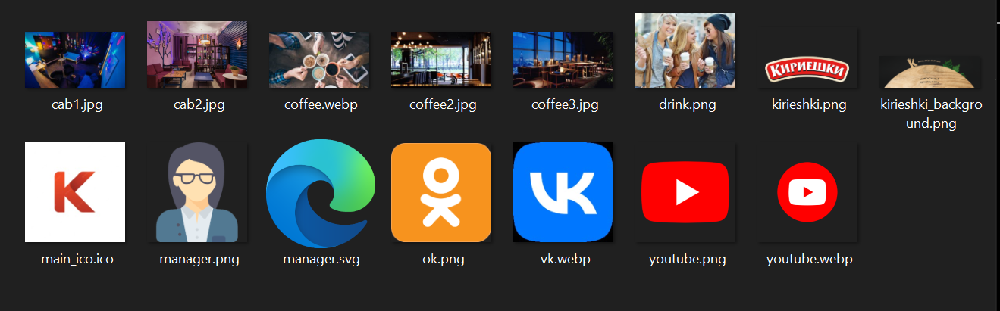 cab1.jpg
cab2.jpg
coffee.webp
coffee2.jpg
coffee3.jpg
drink.png
КИРИЕШКИ
kirieshki.png
kirieshki_backgro
und.png
K
main_ico.ico
manager.png
manager.svg
ok.png
VK
vk.webp
youtube.png
youtube.webp